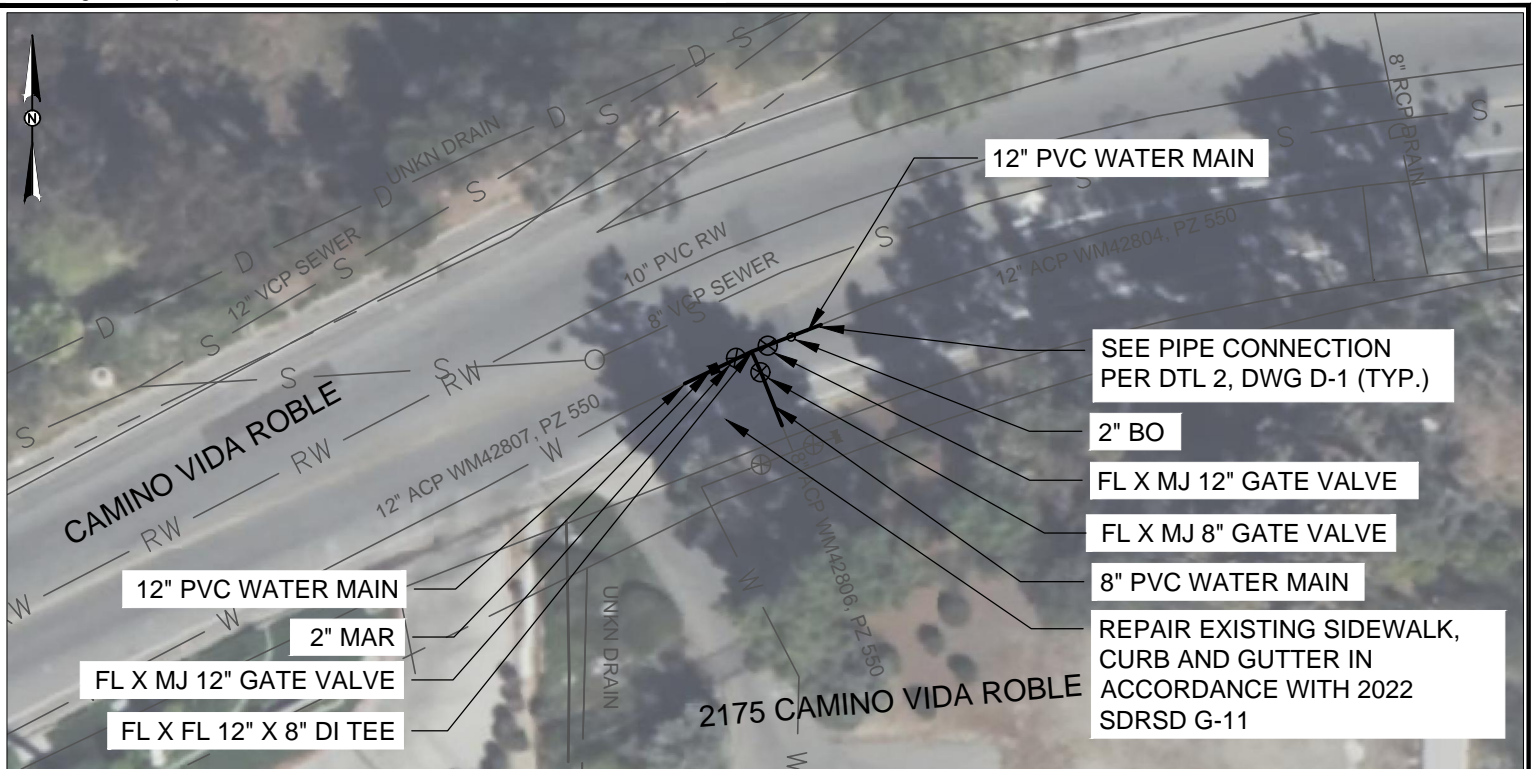 N
12" PVC WATER MAIN
8" RCP DRAIN
D
S
D
S
S
D
UNKN DRAIN
D
S
S
D
12" VCP SEWER
S
D
S
S
S
S
S
RW
10" PVC RW
8" VCP SEWER
S
S
S
S
D
12" ACP WM42804, PZ 550
SEE PIPE CONNECTION
PER DTL 2, DWG D-1 (TYP.)
2" BO
FL X MJ 12" GATE VALVE
FL X MJ 8" GATE VALVE
8" PVC WATER MAIN
REPAIR EXISTING SIDEWALK,
CURB AND GUTTER IN
ACCORDANCE WITH 2022
SDRSD G-11
CAMINO VIDA ROBLE
RW
RW
RW
12" ACP WM42807, PZ 550
W
W
W
8" ACP WM42806, PZ 550
W
W
UNKN DRAIN
12" PVC WATER MAIN
2" MAR
FL X MJ 12" GATE VALVE
FL X FL 12" X 8" DI TEE
2175 CAMINO VIDA ROBLE